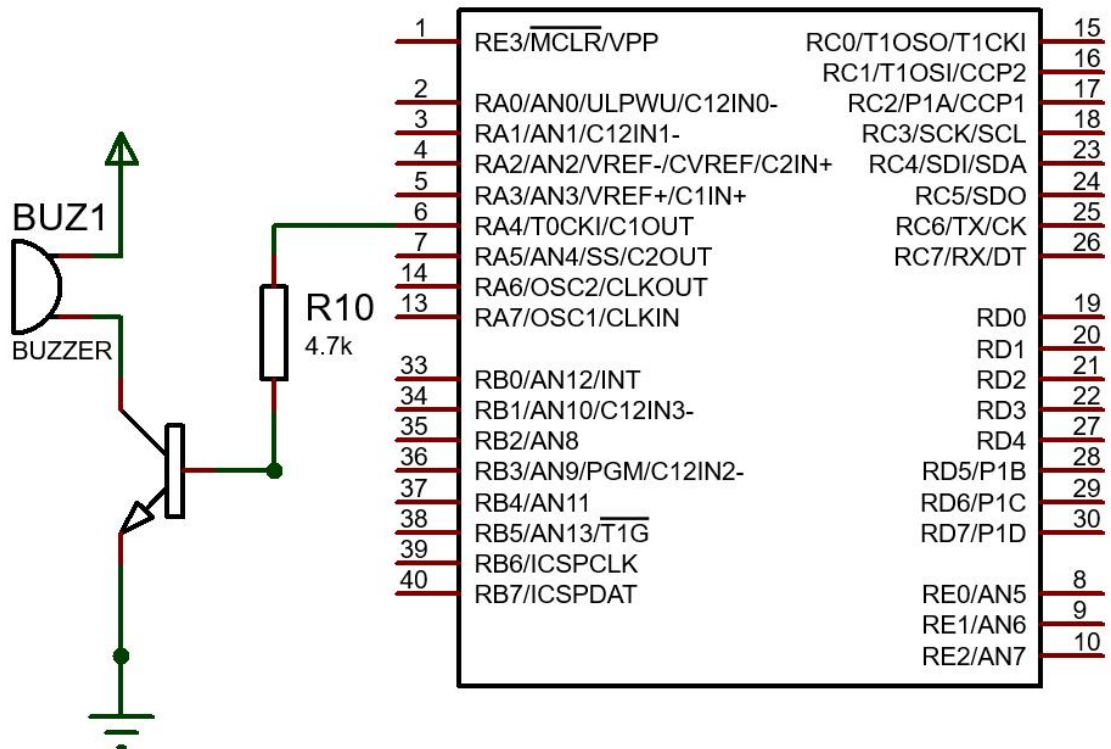 BUZ1
BUZZER
R10
4.7k
1 RE3/MCLR/VPP
2 RA0/AN0/ULPWU/C12IN0-
3 RA1/AN1/C12IN1-
4 RA2/AN2/VREF-/CVREF/C2IN+
5 RA3/AN3/VREF+/C1IN+
6 RA4/T0CKI/C1OUT
7 RA5/AN4/SS/C2OUT
14 RA6/OSC2/CLKOUT
13 RA7/OSC1/CLKIN
33 RB0/AN12/INT
34 RB1/AN10/C12IN3-
35 RB2/AN8
36 RB3/AN9/PGM/C12IN2-
37 RB4/AN11
38 RB5/AN13/T1G
39 RB6/ICSPCLK
40 RB7/ICSPDAT
RC0/T1OSO/T1CKI 15
RC1/T1OSI/CCP2 16
RC2/P1A/CCP1 17
RC3/SCK/SCL 18
RC4/SDI/SDA 23
RC5/SDO 24
RC6/TX/CK 25
RC7/RX/DT 26
RD0 19
RD1 20
RD2 21
RD3 22
RD4 27
RD5/P1B 28
RD6/P1C 29
RD7/P1D 30
RE0/AN5 8
RE1/AN6 9
RE2/AN7 10